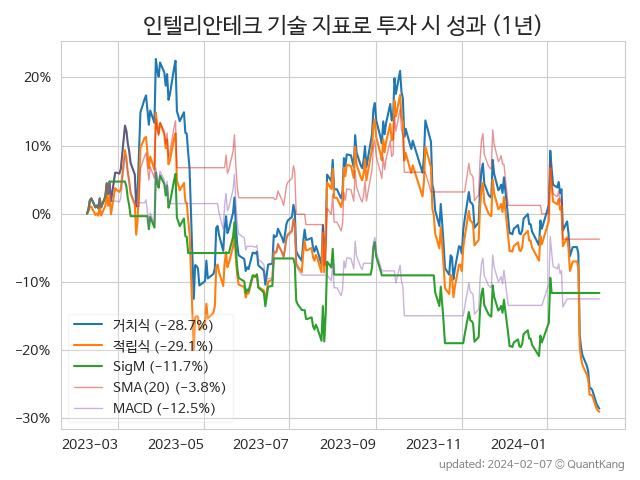 인텔리안테크 기술 지표로 투자 시 성과 (1년)
20%
10%
0%
−10%
−20%
−30%
거치식 (−28.7%)
적립식 (−29.1%)
SigM (−11.7%)
SMA(20) (−3.8%)
MACD (−12.5%)
2023−03 2023−05 2023−07 2023−09 2023−11 2024−01
updated: 2024−02−07 © QuantKang